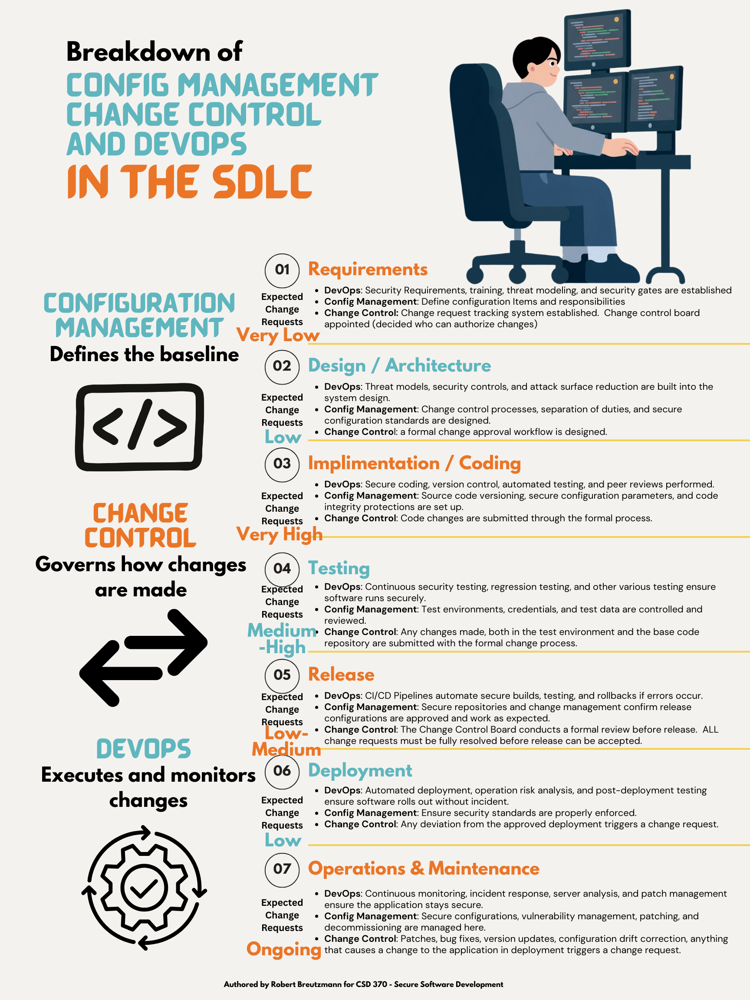 Breakdown of
CONFIG MANAGEMENT
CHANGE CONTROL
AND DEVOPS
IN THE SDLC
CONFIGURATION
MANAGEMENT
Defines the baseline
CHANGE
CONTROL
Governs how changes
are made
DEVOPS
Executes and monitors
changes
01
Requirements
Expected
Change
Requests
Very Low
• DevOps: Security Requirements, training, threat modeling, and security gates are established
• Config Management: Define configuration Items and responsibilities
• Change Control: Change request tracking system established.  Change control board
appointed (decided who can authorize changes)
02
Design / Architecture
Expected
Change
Requests
Low
• DevOps: Threat models, security controls, and attack surface reduction are built into the
system design.
• Config Management: Change control processes, separation of duties, and secure
configuration standards are designed.
• Change Control: a formal change approval workflow is designed.
03
Implimentation / Coding
Expected
Change
Requests
Very High
• DevOps: Secure coding, version control, automated testing, and peer reviews performed.
• Config Management: Source code versioning, secure configuration parameters, and code
integrity protections are set up.
• Change Control: Code changes are submitted through the formal process.
04
Testing
Expected
Change
Requests
Medium
-High
• DevOps: Continuous security testing, regression testing, and other various testing ensure
software runs securely.
• Config Management: Test environments, credentials, and test data are controlled and
reviewed.
• Change Control: Any changes made, both in the test environment and the base code
repository are submitted with the formal change process.
05
Release
Expected
Change
Requests
Low-
Medium
• DevOps: CI/CD Pipelines automate secure builds, testing, and rollbacks if errors occur.
• Config Management: Secure repositories and change management confirm release
configurations are approved and work as expected.
• Change Control: The Change Control Board conducts a formal review before release.  ALL
change requests must be fully resolved before release can be accepted.
06
Deployment
Expected
Change
Requests
Low
• DevOps: Automated deployment, operation risk analysis, and post-deployment testing
ensure software rolls out without incident.
• Config Management: Ensure security standards are properly enforced.
• Change Control: Any deviation from the approved deployment triggers a change request.
07
Operations & Maintenance
Expected
Change
Requests
Ongoing
• DevOps: Continuous monitoring, incident response, server analysis, and patch management
ensure the application stays secure.
• Config Management: Secure configurations, vulnerability management, patching, and
decommissioning are managed here.
• Change Control: Patches, bug fixes, version updates, configuration drift correction, anything
that causes a change to the application in deployment triggers a change request.
Authored by Robert Breutzmann for CSD 370 - Secure Software Development